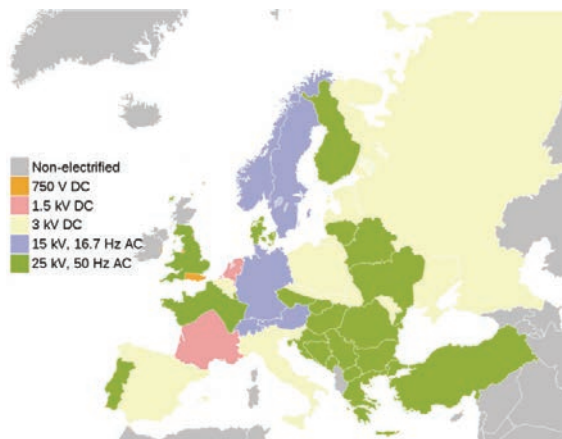 Non-electrified
750 V DC
1.5 kV DC
3 kV DC
15 kV, 16.7 Hz AC
25 kV, 50 Hz AC